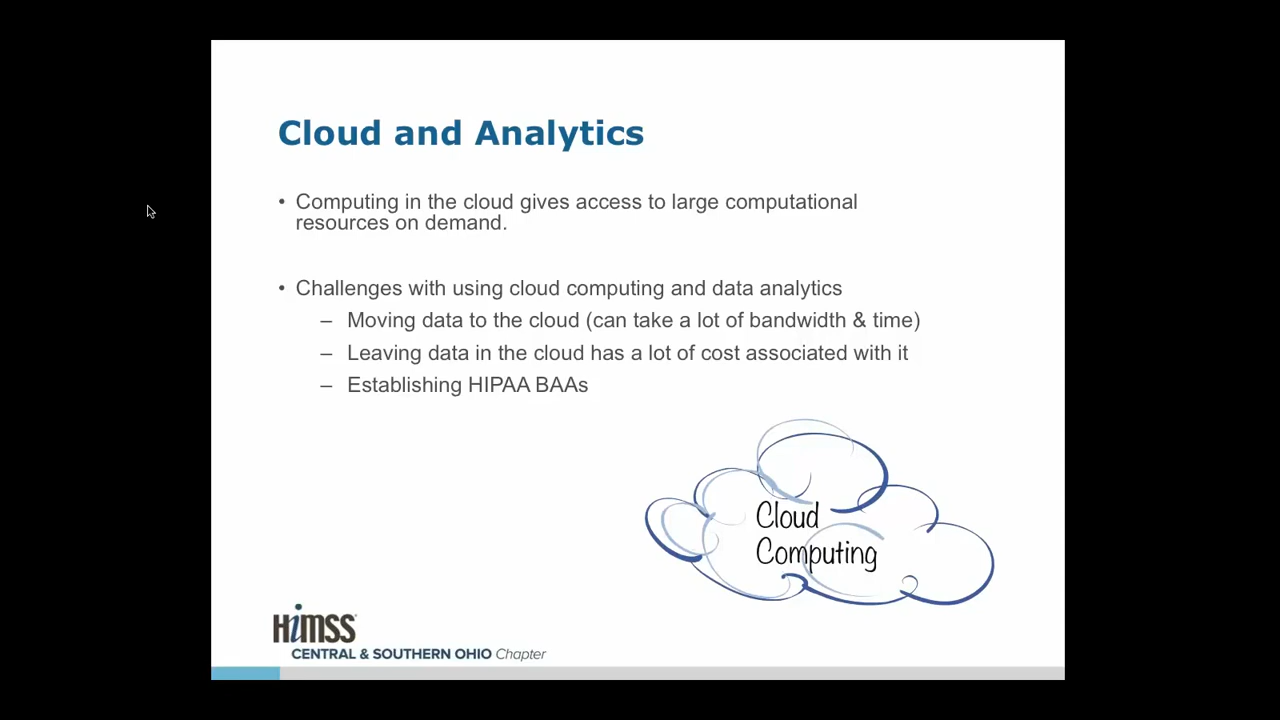 Cloud and Analytics
• Computing in the cloud gives access to large computational
resources on demand.
• Challenges with using cloud computing and data analytics
– Moving data to the cloud (can take a lot of bandwidth & time)
– Leaving data in the cloud has a lot of cost associated with it
– Establishing HIPAA BAAs
Cloud
Computing
HiMSS
CENTRAL & SOUTHERN OHIO Chapter